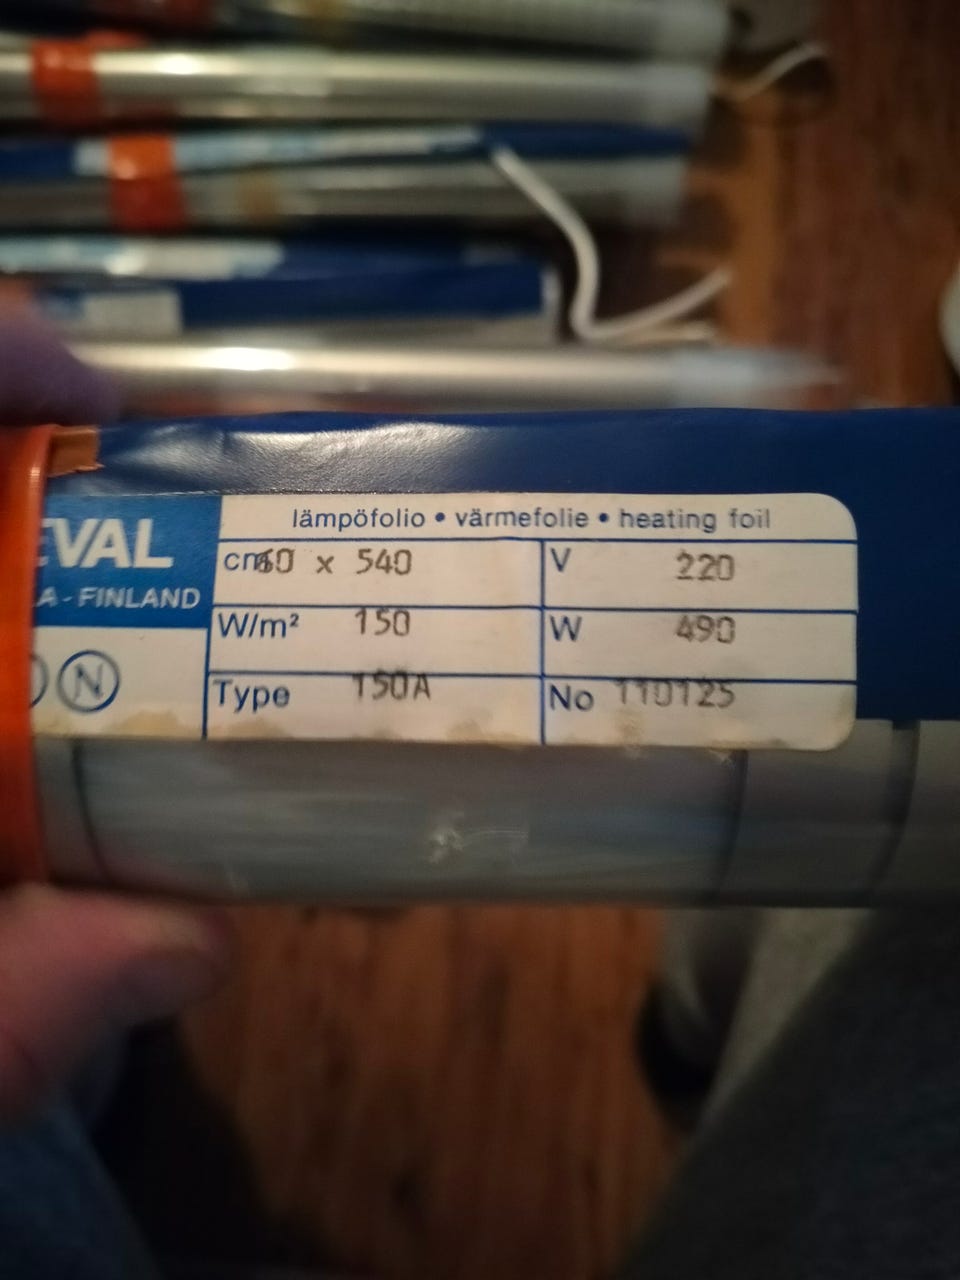 lämpöfolio • värmefolie • heating foil
EVAL
A - FINLAND
cm 60 x 540
V 220
W/m² 150
W 490
N
Type 150A
No 110125